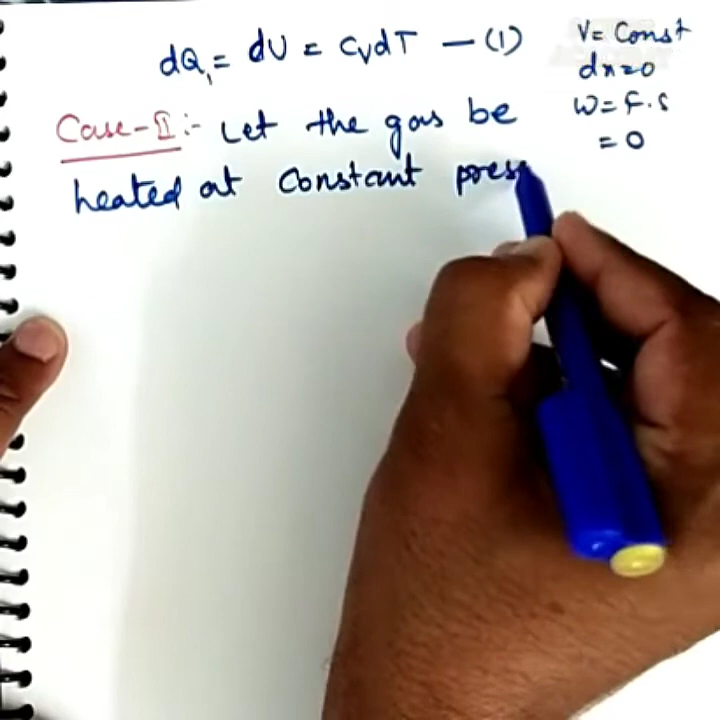 dQ₁ = dU = CvdT — (1)
V = Const
dx = 0
W = F.S
= 0
Case-II :- Let the gas be
heated at Constant press